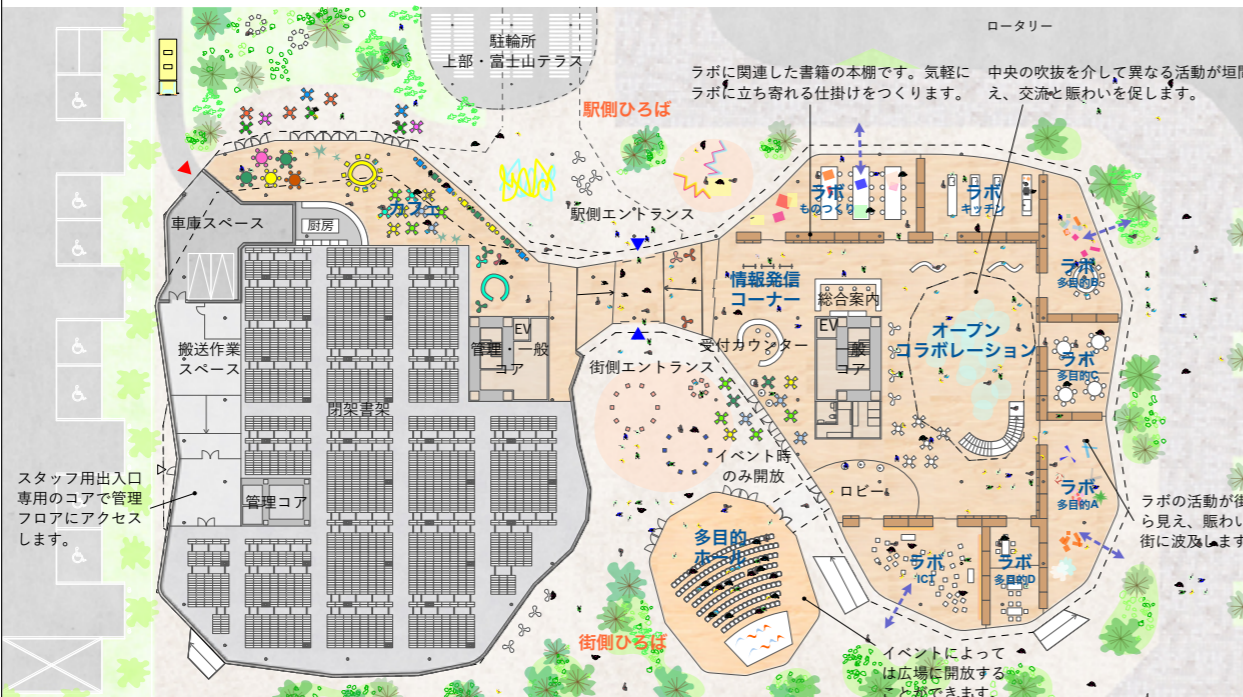 ロータリー
駐輪所
上部・富士山テラス
ラボに関連した書籍の本棚です。気軽に
ラボに立ち寄れる仕掛けをつくります。
中央の吹抜を介して異なる活動が垣間
え、交流と賑わいを促します。
駅側ひろば
ラボ
ものつくり
ラボ
キッチン
カフェ
駅側エントランス
車庫スペース
厨房
ラボ
多目的B
情報発信
コーナー
総合案内
EV
管理・一般
コア
EV
一般
コア
受付カウンター
オープン
コラボレーション
搬送作業
スペース
街側エントランス
ラボ
多目的C
閉架書架
イベント時
のみ開放
スタッフ用出入口
専用のコアで管理
フロアにアクセス
します。
管理コア
ロビー
ラボ
多目的A
ラボの活動が街
ら見え、賑わい
街に波及します
多目的
ホール
ラボ
ICT
ラボ
多目的D
街側ひろば
イベントによって
は広場に開放する
ことができます。